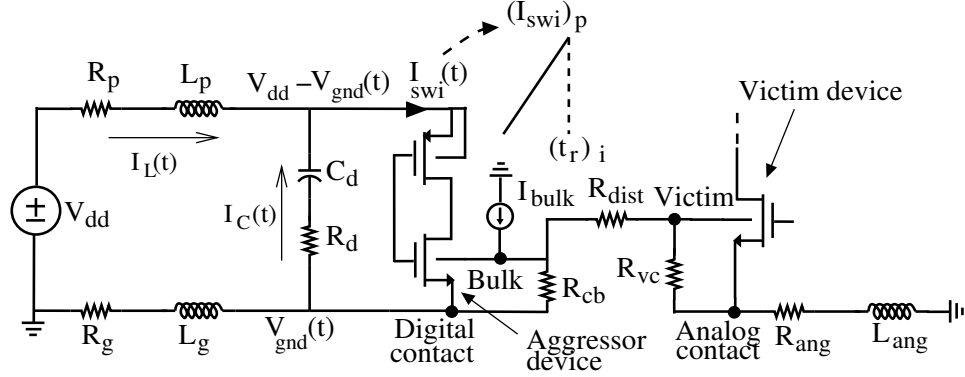 (I_swi)_p
R_p
L_p
V_dd – V_gnd(t)
I_swi(t)
Victim device
I_L(t)
(t_r)_i
C_d
I_bulk
R_dist
Victim
V_dd
I_C(t)
R_d
Bulk
R_cb
R_vc
R_g
L_g
V_gnd(t)
Digital
contact
Aggressor
device
Analog
contact
R_ang
L_ang